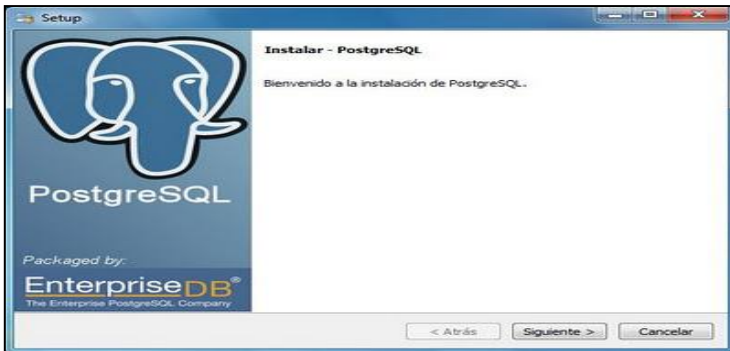 Setup
Instalar - PostgreSQL
Bienvenido a la instalación de PostgreSQL.
PostgreSQL
Packaged by:
EnterpriseDB®
The Enterprise PostgreSQL Company
< Atrás
Siguiente >
Cancelar